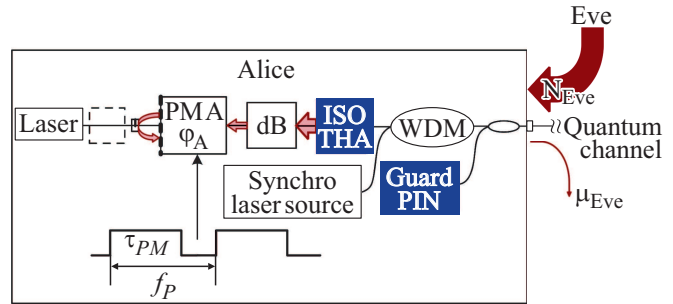 Eve
N_Eve
Alice
Laser
PMA
φ_A
dB
ISO
THA
WDM
Quantum
channel
Synchro
laser source
Guard
PIN
μ_Eve
τ_PM
f_P